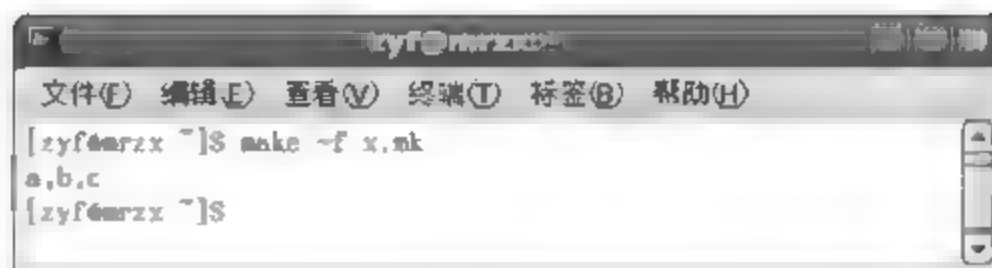 文件(F) 编辑(E) 查看(V) 终端(T) 标签(B) 帮助(H)
[zyf@mrzx ~]$ make -f x.mk
a,b,c
[zyf@mrzx ~]$